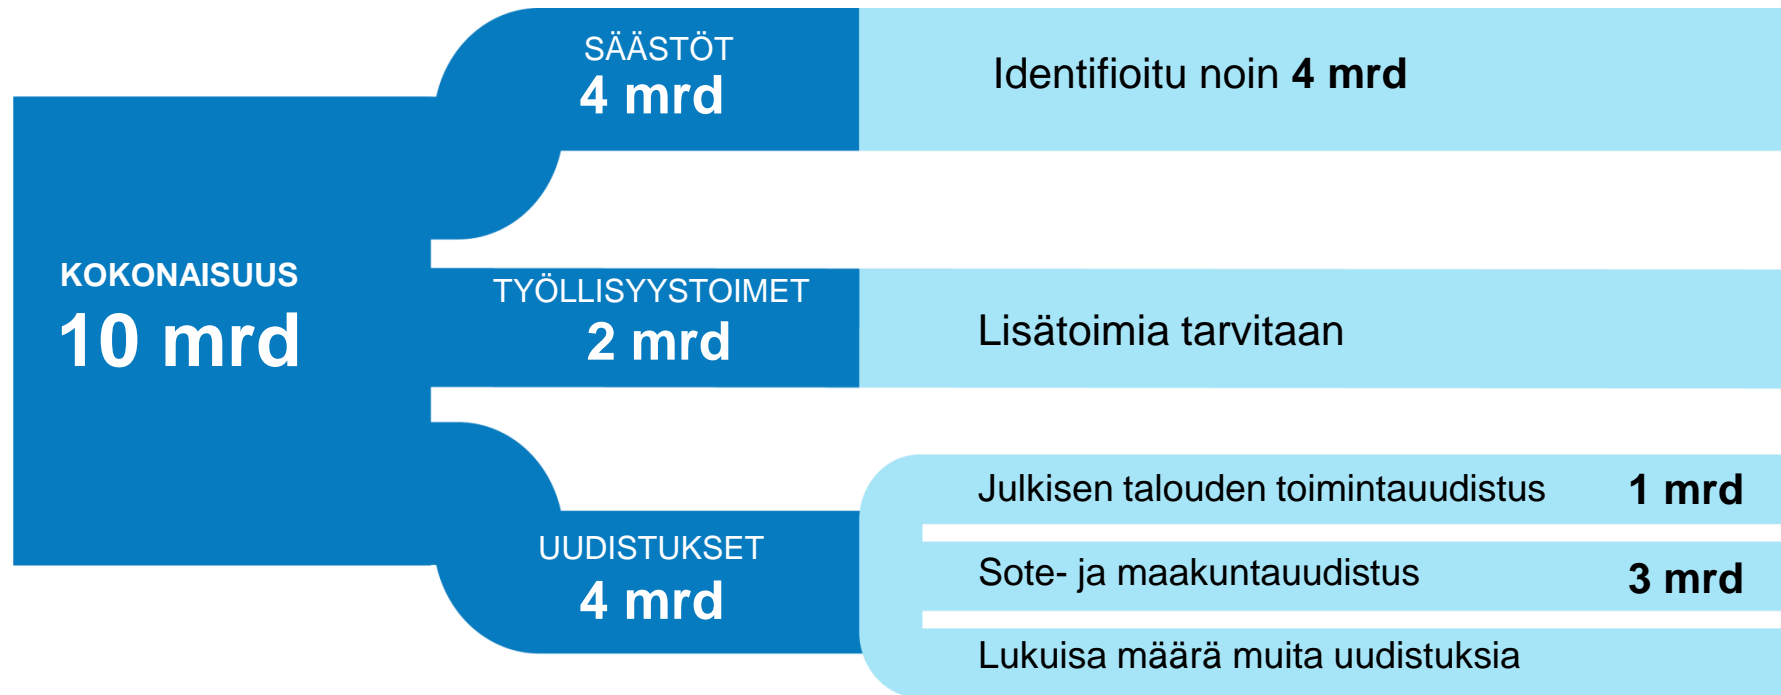 KOKONAISUUS
10 mrd
SÄÄSTÖT
4 mrd
Identifioitu noin 4 mrd
TYÖLLISYYSTOIMET
2 mrd
Lisätoimia tarvitaan
UUDISTUKSET
4 mrd
Julkisen talouden toimintauudistus 1 mrd
Sote- ja maakuntauudistus 3 mrd
Lukuisa määrä muita uudistuksia